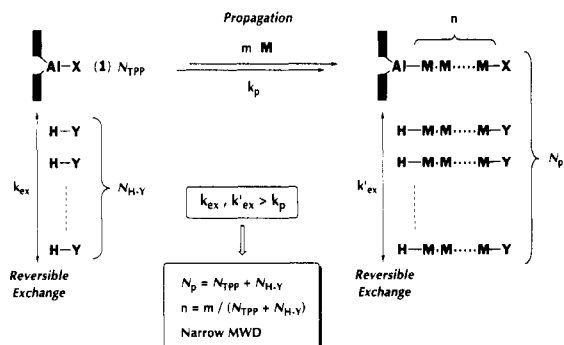 Propagation
n
m M
Al–X (1) N_TPP
k_p
Al–M·M·····M–X
H–Y
H–Y
H–Y
k_ex
N_H-Y
H–M·M·····M–Y
H–M·M·····M–Y
H–M·M·····M–Y
k'_ex
N_p
k_ex , k'_ex > k_p
Reversible
Exchange
Reversible
Exchange
N_p = N_TPP + N_H-Y
n = m / (N_TPP + N_H-Y)
Narrow MWD